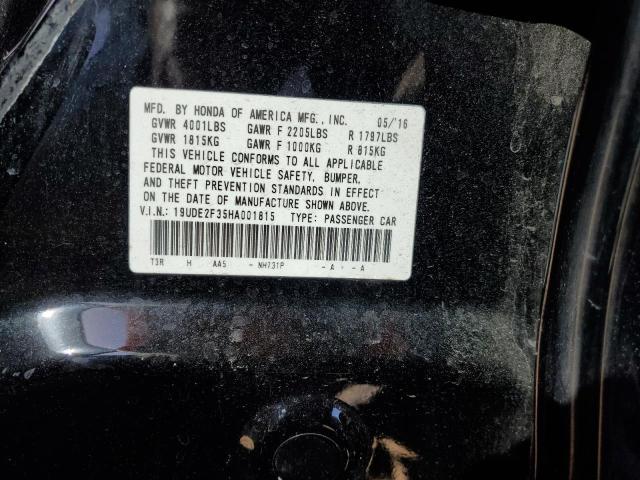 MFD. BY HONDA OF AMERICA MFG., INC. 05/'16
GVWR 4001LBS GAWR F 2205LBS R 1797LBS
GVWR 1815KG GAWR F 1000KG R 815KG
THIS VEHICLE CONFORMS TO ALL APPLICABLE
FEDERAL MOTOR VEHICLE SAFETY, BUMPER,
AND THEFT PREVENTION STANDARDS IN EFFECT
ON THE DATE OF MANUFACTURE SHOWN ABOVE.
V.I.N.: 19UDE2F35HA001815 TYPE: PASSENGER CAR
T3R H AA5 - NH731P - A - - A